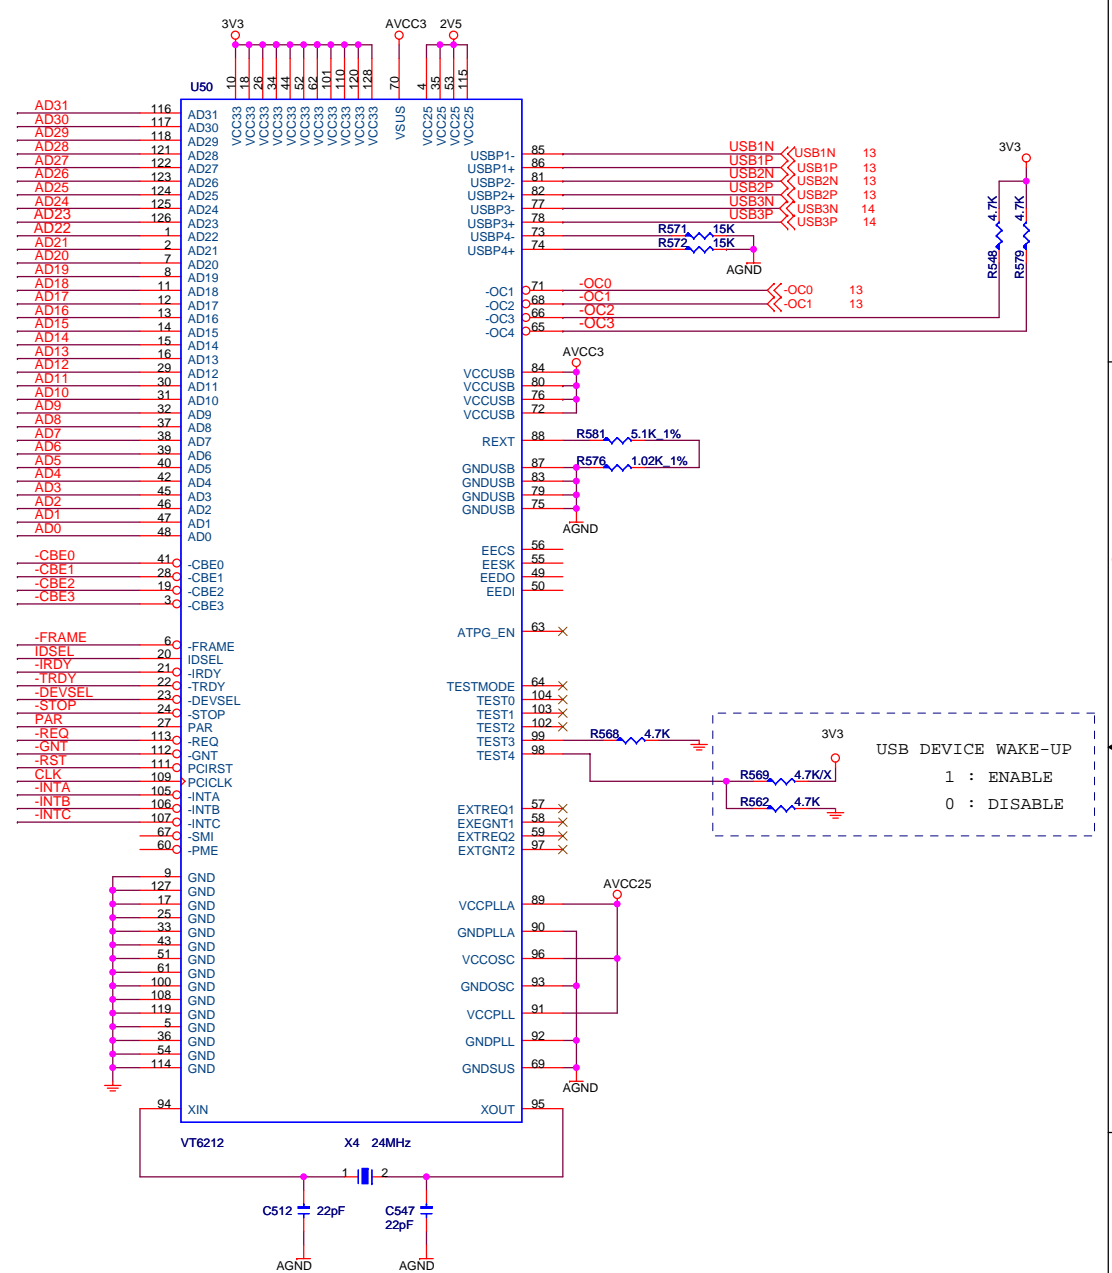 3V3 AVCC3 2V5
10 18 26 34 44 52 62 101 110 120 128 70 4 35 53 115
U50
VCC33 VCC33 VCC33 VCC33 VCC33 VCC33 VCC33 VCC33 VCC33 VCC33 VCC33 VSUS VCC25 VCC25 VCC25 VCC25
AD31 116 AD31
AD30 117 AD30
AD29 118 AD29
AD28 121 AD28
AD27 122 AD27
AD26 123 AD26
AD25 124 AD25
AD24 125 AD24
AD23 126 AD23
AD22 1 AD22
AD21 2 AD21
AD20 7 AD20
AD19 8 AD19
AD18 11 AD18
AD17 12 AD17
AD16 13 AD16
AD15 14 AD15
AD14 15 AD14
AD13 16 AD13
AD12 29 AD12
AD11 30 AD11
AD10 31 AD10
AD9 32 AD9
AD8 37 AD8
AD7 38 AD7
AD6 39 AD6
AD5 40 AD5
AD4 42 AD4
AD3 45 AD3
AD2 46 AD2
AD1 47 AD1
AD0 48 AD0
-CBE0 41 -CBE0
-CBE1 28 -CBE1
-CBE2 19 -CBE2
-CBE3 3 -CBE3
-FRAME 6 -FRAME
IDSEL 20 IDSEL
-IRDY 21 -IRDY
-TRDY 22 -TRDY
-DEVSEL 23 -DEVSEL
-STOP 24 -STOP
PAR 27 PAR
-REQ 113 -REQ
-GNT 112 -GNT
-RST 111 PCIRST
CLK 109 PCICLK
-INTA 105 -INTA
-INTB 106 -INTB
-INTC 107 -INTC
67 -SMI
60 -PME
9 GND
127 GND
17 GND
25 GND
33 GND
43 GND
51 GND
61 GND
100 GND
108 GND
119 GND
5 GND
36 GND
54 GND
114 GND
94 XIN
USBP1- 85 USB1N USB1N 13
USBP1+ 86 USB1P USB1P 13
USBP2- 81 USB2N USB2N 13
USBP2+ 82 USB2P USB2P 13
USBP3- 77 USB3N USB3N 14
USBP3+ 78 USB3P USB3P 14
USBP4- 73 R571 15K
USBP4+ 74 R572 15K
AGND
3V3
4.7K 4.7K
R548 R579
-OC1 71 -OC0 -OC0 13
-OC2 68 -OC1 -OC1 13
-OC3 66 -OC2
-OC4 65 -OC3
AVCC3
VCCUSB 84
VCCUSB 80
VCCUSB 76
VCCUSB 72
REXT 88 R581 5.1K_1%
GNDUSB 87 R576 1.02K_1%
GNDUSB 83
GNDUSB 79
GNDUSB 75
AGND
EECS 56
EESK 55
EEDO 49
EEDI 50
ATPG_EN 63
TESTMODE 64
TEST0 104
TEST1 103
TEST2 102
TEST3 99 R568 4.7K
TEST4 98
3V3
R569 4.7K/X
R562 4.7K
USB DEVICE WAKE-UP
1 : ENABLE
0 : DISABLE
EXTREQ1 57
EXEGNT1 58
EXTREQ2 59
EXTGNT2 97
AVCC25
VCCPLLA 89
GNDPLLA 90
VCCOSC 96
GNDOSC 93
VCCPLL 91
GNDPLL 92
GNDSUS 69
AGND
XOUT 95
VT6212 X4 24MHz
1 2
C512 22pF C547
22pF
AGND AGND